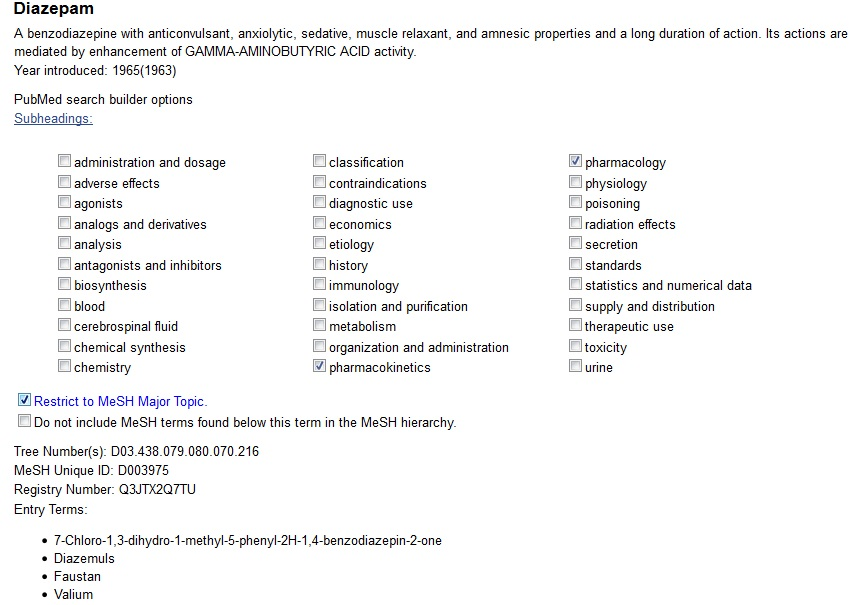 Diazepam
A benzodiazepine with anticonvulsant, anxiolytic, sedative, muscle relaxant, and amnesic properties and a long duration of action. Its actions are
mediated by enhancement of GAMMA-AMINOBUTYRIC ACID activity.
Year introduced: 1965(1963)
PubMed search builder options
Subheadings:
administration and dosage
adverse effects
agonists
analogs and derivatives
analysis
antagonists and inhibitors
biosynthesis
blood
cerebrospinal fluid
chemical synthesis
chemistry
classification
contraindications
diagnostic use
economics
etiology
history
immunology
isolation and purification
metabolism
organization and administration
pharmacokinetics
pharmacology
physiology
poisoning
radiation effects
secretion
standards
statistics and numerical data
supply and distribution
therapeutic use
toxicity
urine
Restrict to MeSH Major Topic.
Do not include MeSH terms found below this term in the MeSH hierarchy.
Tree Number(s): D03.438.079.080.070.216
MeSH Unique ID: D003975
Registry Number: Q3JTX2Q7TU
Entry Terms:
• 7-Chloro-1,3-dihydro-1-methyl-5-phenyl-2H-1,4-benzodiazepin-2-one
• Diazemuls
• Faustan
• Valium